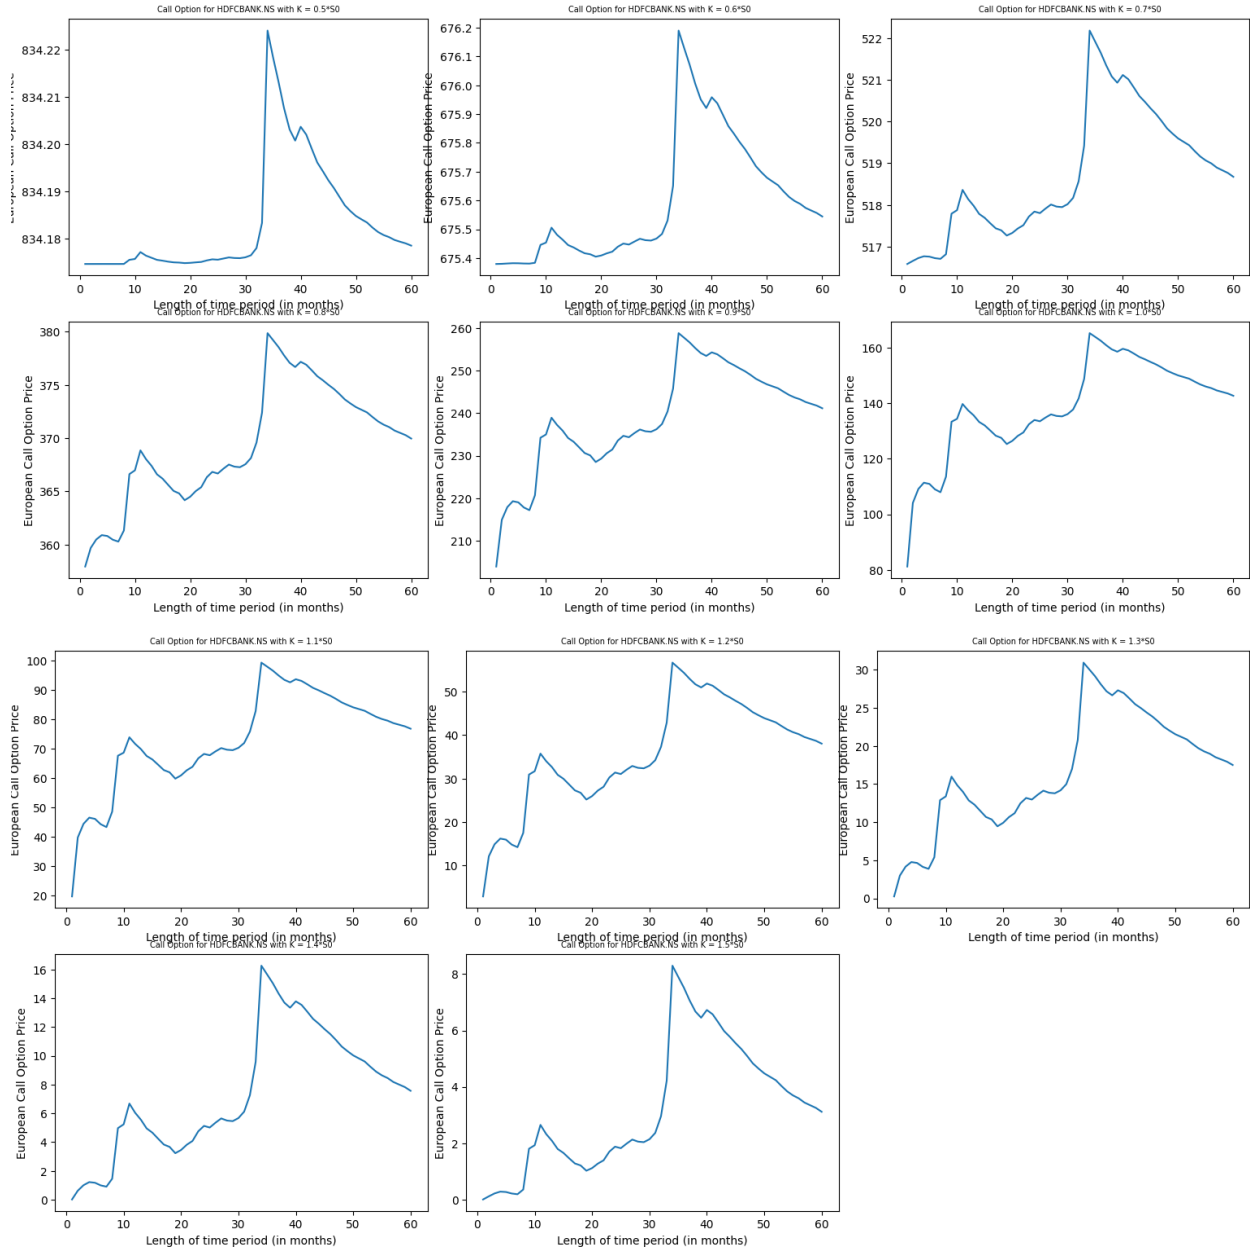 Call Option for HDFCBANK.NS with K = 0.5*S0
European Call Option Price
834.22
834.21
834.20
834.19
834.18
0 10 20 30 40 50 60
Length of time period (in months)
Call Option for HDFCBANK.NS with K = 0.6*S0
European Call Option Price
676.2
676.1
676.0
675.9
675.8
675.7
675.6
675.5
675.4
0 10 20 30 40 50 60
Length of time period (in months)
Call Option for HDFCBANK.NS with K = 0.7*S0
European Call Option Price
522
521
520
519
518
517
0 10 20 30 40 50 60
Length of time period (in months)
Call Option for HDFCBANK.NS with K = 0.8*S0
European Call Option Price
380
375
370
365
360
0 10 20 30 40 50 60
Length of time period (in months)
Call Option for HDFCBANK.NS with K = 0.9*S0
European Call Option Price
260
250
240
230
220
210
0 10 20 30 40 50 60
Length of time period (in months)
Call Option for HDFCBANK.NS with K = 1.0*S0
European Call Option Price
160
140
120
100
80
0 10 20 30 40 50 60
Length of time period (in months)
Call Option for HDFCBANK.NS with K = 1.1*S0
European Call Option Price
100
90
80
70
60
50
40
30
20
0 10 20 30 40 50 60
Length of time period (in months)
Call Option for HDFCBANK.NS with K = 1.2*S0
European Call Option Price
50
40
30
20
10
0 10 20 30 40 50 60
Length of time period (in months)
Call Option for HDFCBANK.NS with K = 1.3*S0
European Call Option Price
30
25
20
15
10
5
0
0 10 20 30 40 50 60
Length of time period (in months)
Call Option for HDFCBANK.NS with K = 1.4*S0
European Call Option Price
16
14
12
10
8
6
4
2
0
0 10 20 30 40 50 60
Length of time period (in months)
Call Option for HDFCBANK.NS with K = 1.5*S0
European Call Option Price
8
6
4
2
0
0 10 20 30 40 50 60
Length of time period (in months)